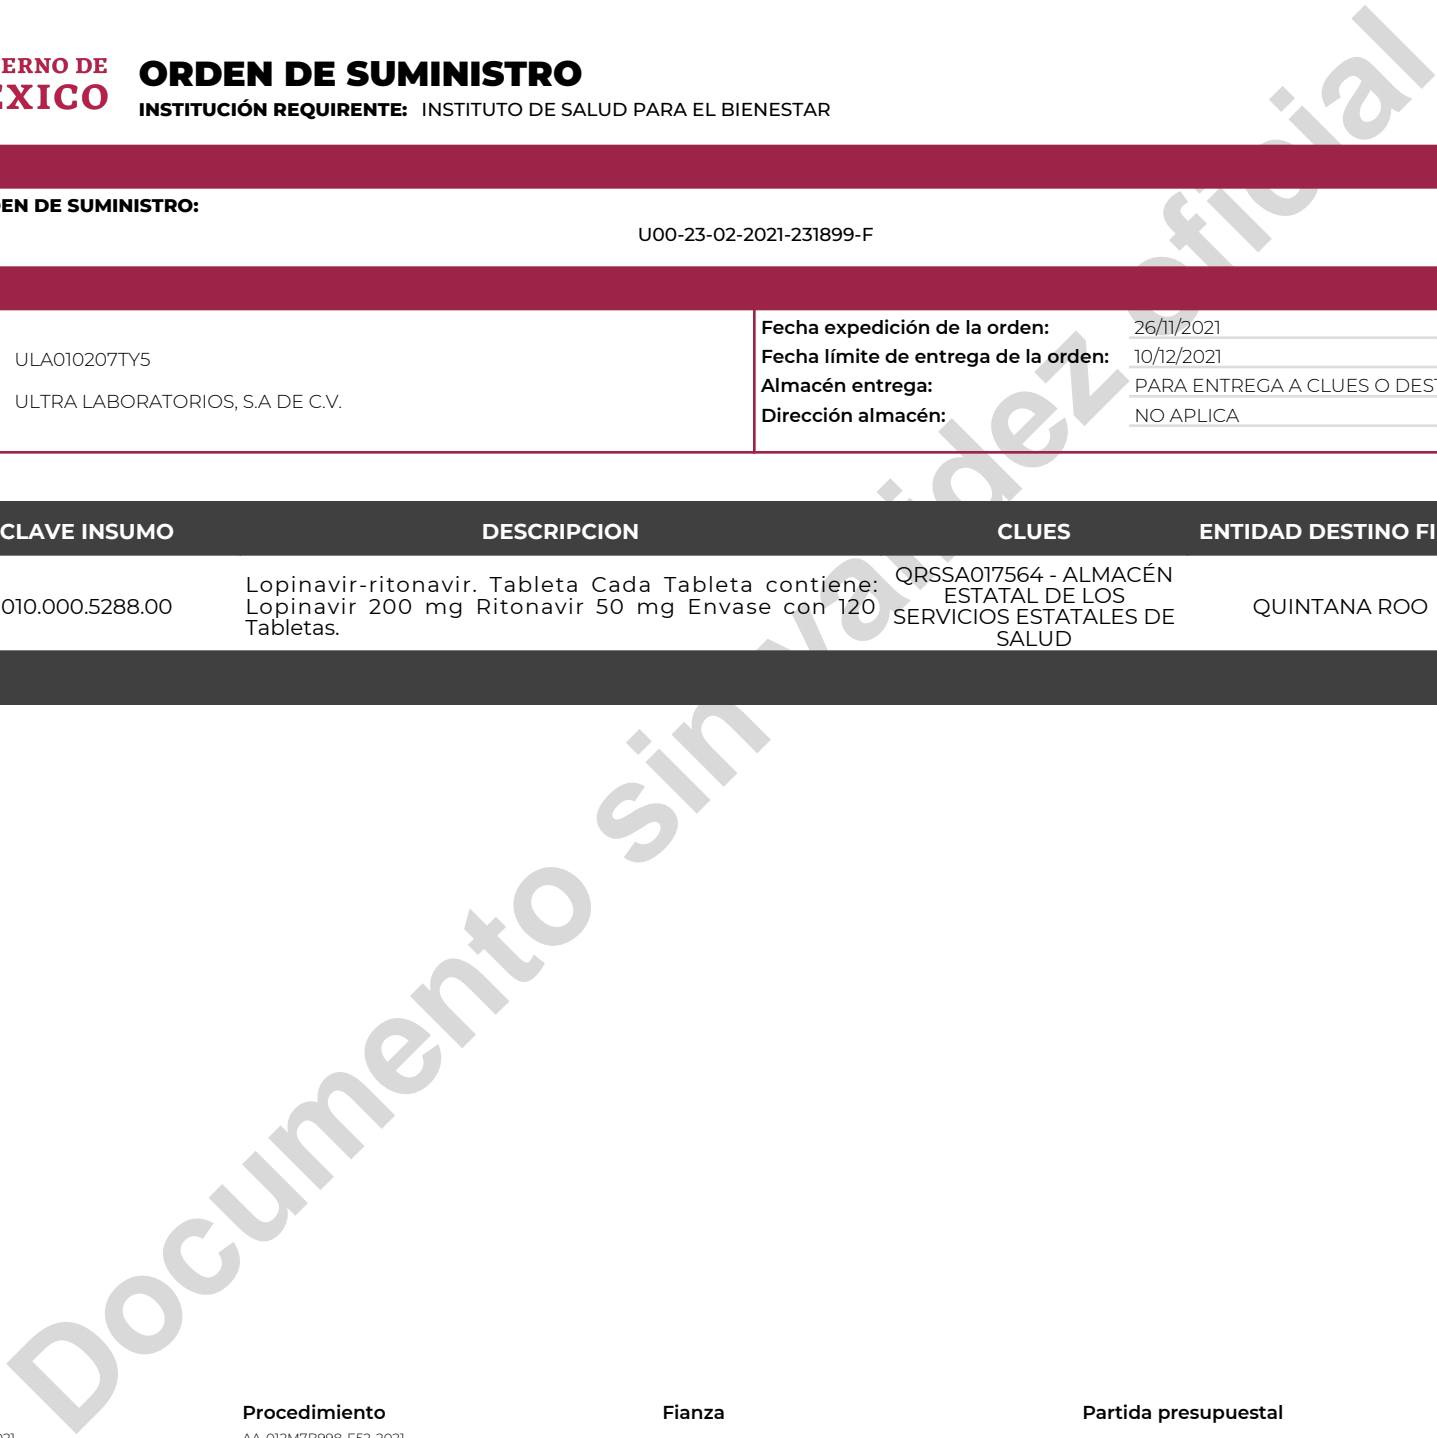 ERNO DE
EXICO
ORDEN DE SUMINISTRO
INSTITUCIÓN REQUIRENTE: INSTITUTO DE SALUD PARA EL BIENESTAR
EN DE SUMINISTRO:
U00-23-02-2021-231899-F
ULA010207TY5
ULTRA LABORATORIOS, S.A DE C.V.
Fecha expedición de la orden: 26/11/2021
Fecha límite de entrega de la orden: 10/12/2021
Almacén entrega: PARA ENTREGA A CLUES O DEST
Dirección almacén: NO APLICA
CLAVE INSUMO DESCRIPCION CLUES ENTIDAD DESTINO FI
010.000.5288.00
Lopinavir-ritonavir. Tableta Cada Tableta contiene:
Lopinavir 200 mg Ritonavir 50 mg Envase con 120
Tabletas.
QRSSA017564 - ALMACÉN
ESTATAL DE LOS
SERVICIOS ESTATALES DE
SALUD
QUINTANA ROO
Documento sin validez oficial
Procedimiento Fianza Partida presupuestal